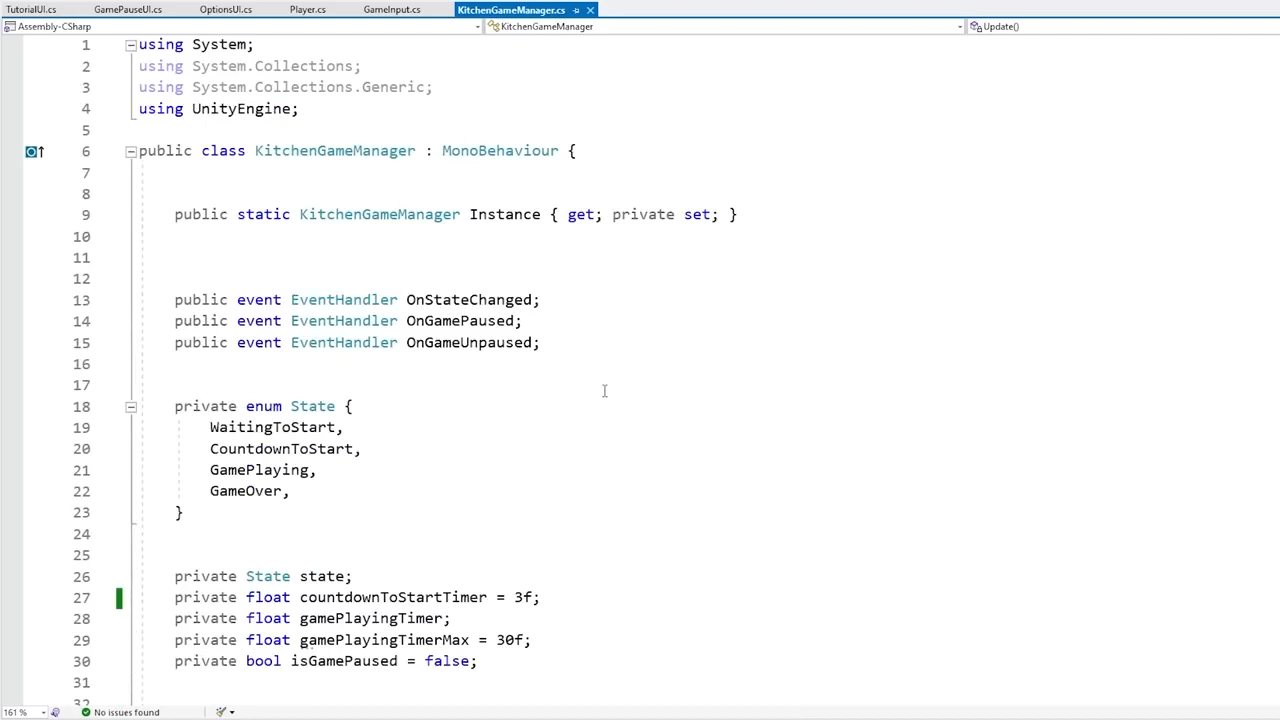 TutorialUI.cs GamePauseUI.cs OptionsUI.cs Player.cs GameInput.cs KitchenGameManager.cs
Assembly-CSharp KitchenGameManager Update()
1 using System;
2 using System.Collections;
3 using System.Collections.Generic;
4 using UnityEngine;
5
6 public class KitchenGameManager : MonoBehaviour {
7
8
9 public static KitchenGameManager Instance { get; private set; }
10
11
12
13 public event EventHandler OnStateChanged;
14 public event EventHandler OnGamePaused;
15 public event EventHandler OnGameUnpaused;
16
17
18 private enum State {
19 WaitingToStart,
20 CountdownToStart,
21 GamePlaying,
22 GameOver,
23 }
24
25
26 private State state;
27 private float countdownToStartTimer = 3f;
28 private float gamePlayingTimer;
29 private float gamePlayingTimerMax = 30f;
30 private bool isGamePaused = false;
31
32
161 % No issues found